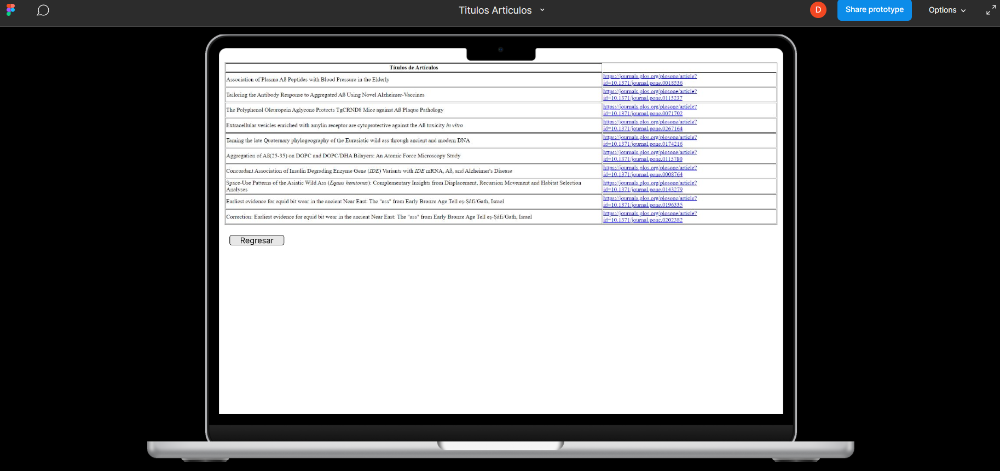 Titulos Articulos
D
Share prototype
Options
Títulos de Artículos
Association of Plasma Aß Peptides with Blood Pressure in the Elderly
https://journals.plos.org/plosone/article?
id=10.1371/journal.pone.0018536
Tailoring the Antibody Response to Aggregated Aß Using Novel Alzheimer-Vaccines
https://journals.plos.org/plosone/article?
id=10.1371/journal.pone.0115237
The Polyphenol Oleuropein Aglycone Protects TgCRND8 Mice against Aß Plaque Pathology
https://journals.plos.org/plosone/article?
id=10.1371/journal.pone.0071702
Extracellular vesicles enriched with amylin receptor are cytoprotective against the Aß toxicity in vitro
https://journals.plos.org/plosone/article?
id=10.1371/journal.pone.0267164
Taming the late Quaternary phylogeography of the Eurasiatic wild ass through ancient and modern DNA
https://journals.plos.org/plosone/article?
id=10.1371/journal.pone.0174216
Aggregation of Aß(25-35) on DOPC and DOPC/DHA Bilayers: An Atomic Force Microscopy Study
https://journals.plos.org/plosone/article?
id=10.1371/journal.pone.0115780
Concordant Association of Insulin Degrading Enzyme Gene (IDE) Variants with IDE mRNA, Aß, and Alzheimer's Disease
https://journals.plos.org/plosone/article?
id=10.1371/journal.pone.0008764
Space-Use Patterns of the Asiatic Wild Ass (Equus hemionus): Complementary Insights from Displacement, Recursion Movement and Habitat Selection
Analyses
https://journals.plos.org/plosone/article?
id=10.1371/journal.pone.0143279
Earliest evidence for equid bit wear in the ancient Near East: The "ass" from Early Bronze Age Tell eṣ-Ṣâfi/Gath, Israel
https://journals.plos.org/plosone/article?
id=10.1371/journal.pone.0196335
Correction: Earliest evidence for equid bit wear in the ancient Near East: The "ass" from Early Bronze Age Tell eṣ-Ṣâfi/Gath, Israel
https://journals.plos.org/plosone/article?
id=10.1371/journal.pone.0202382
Regresar